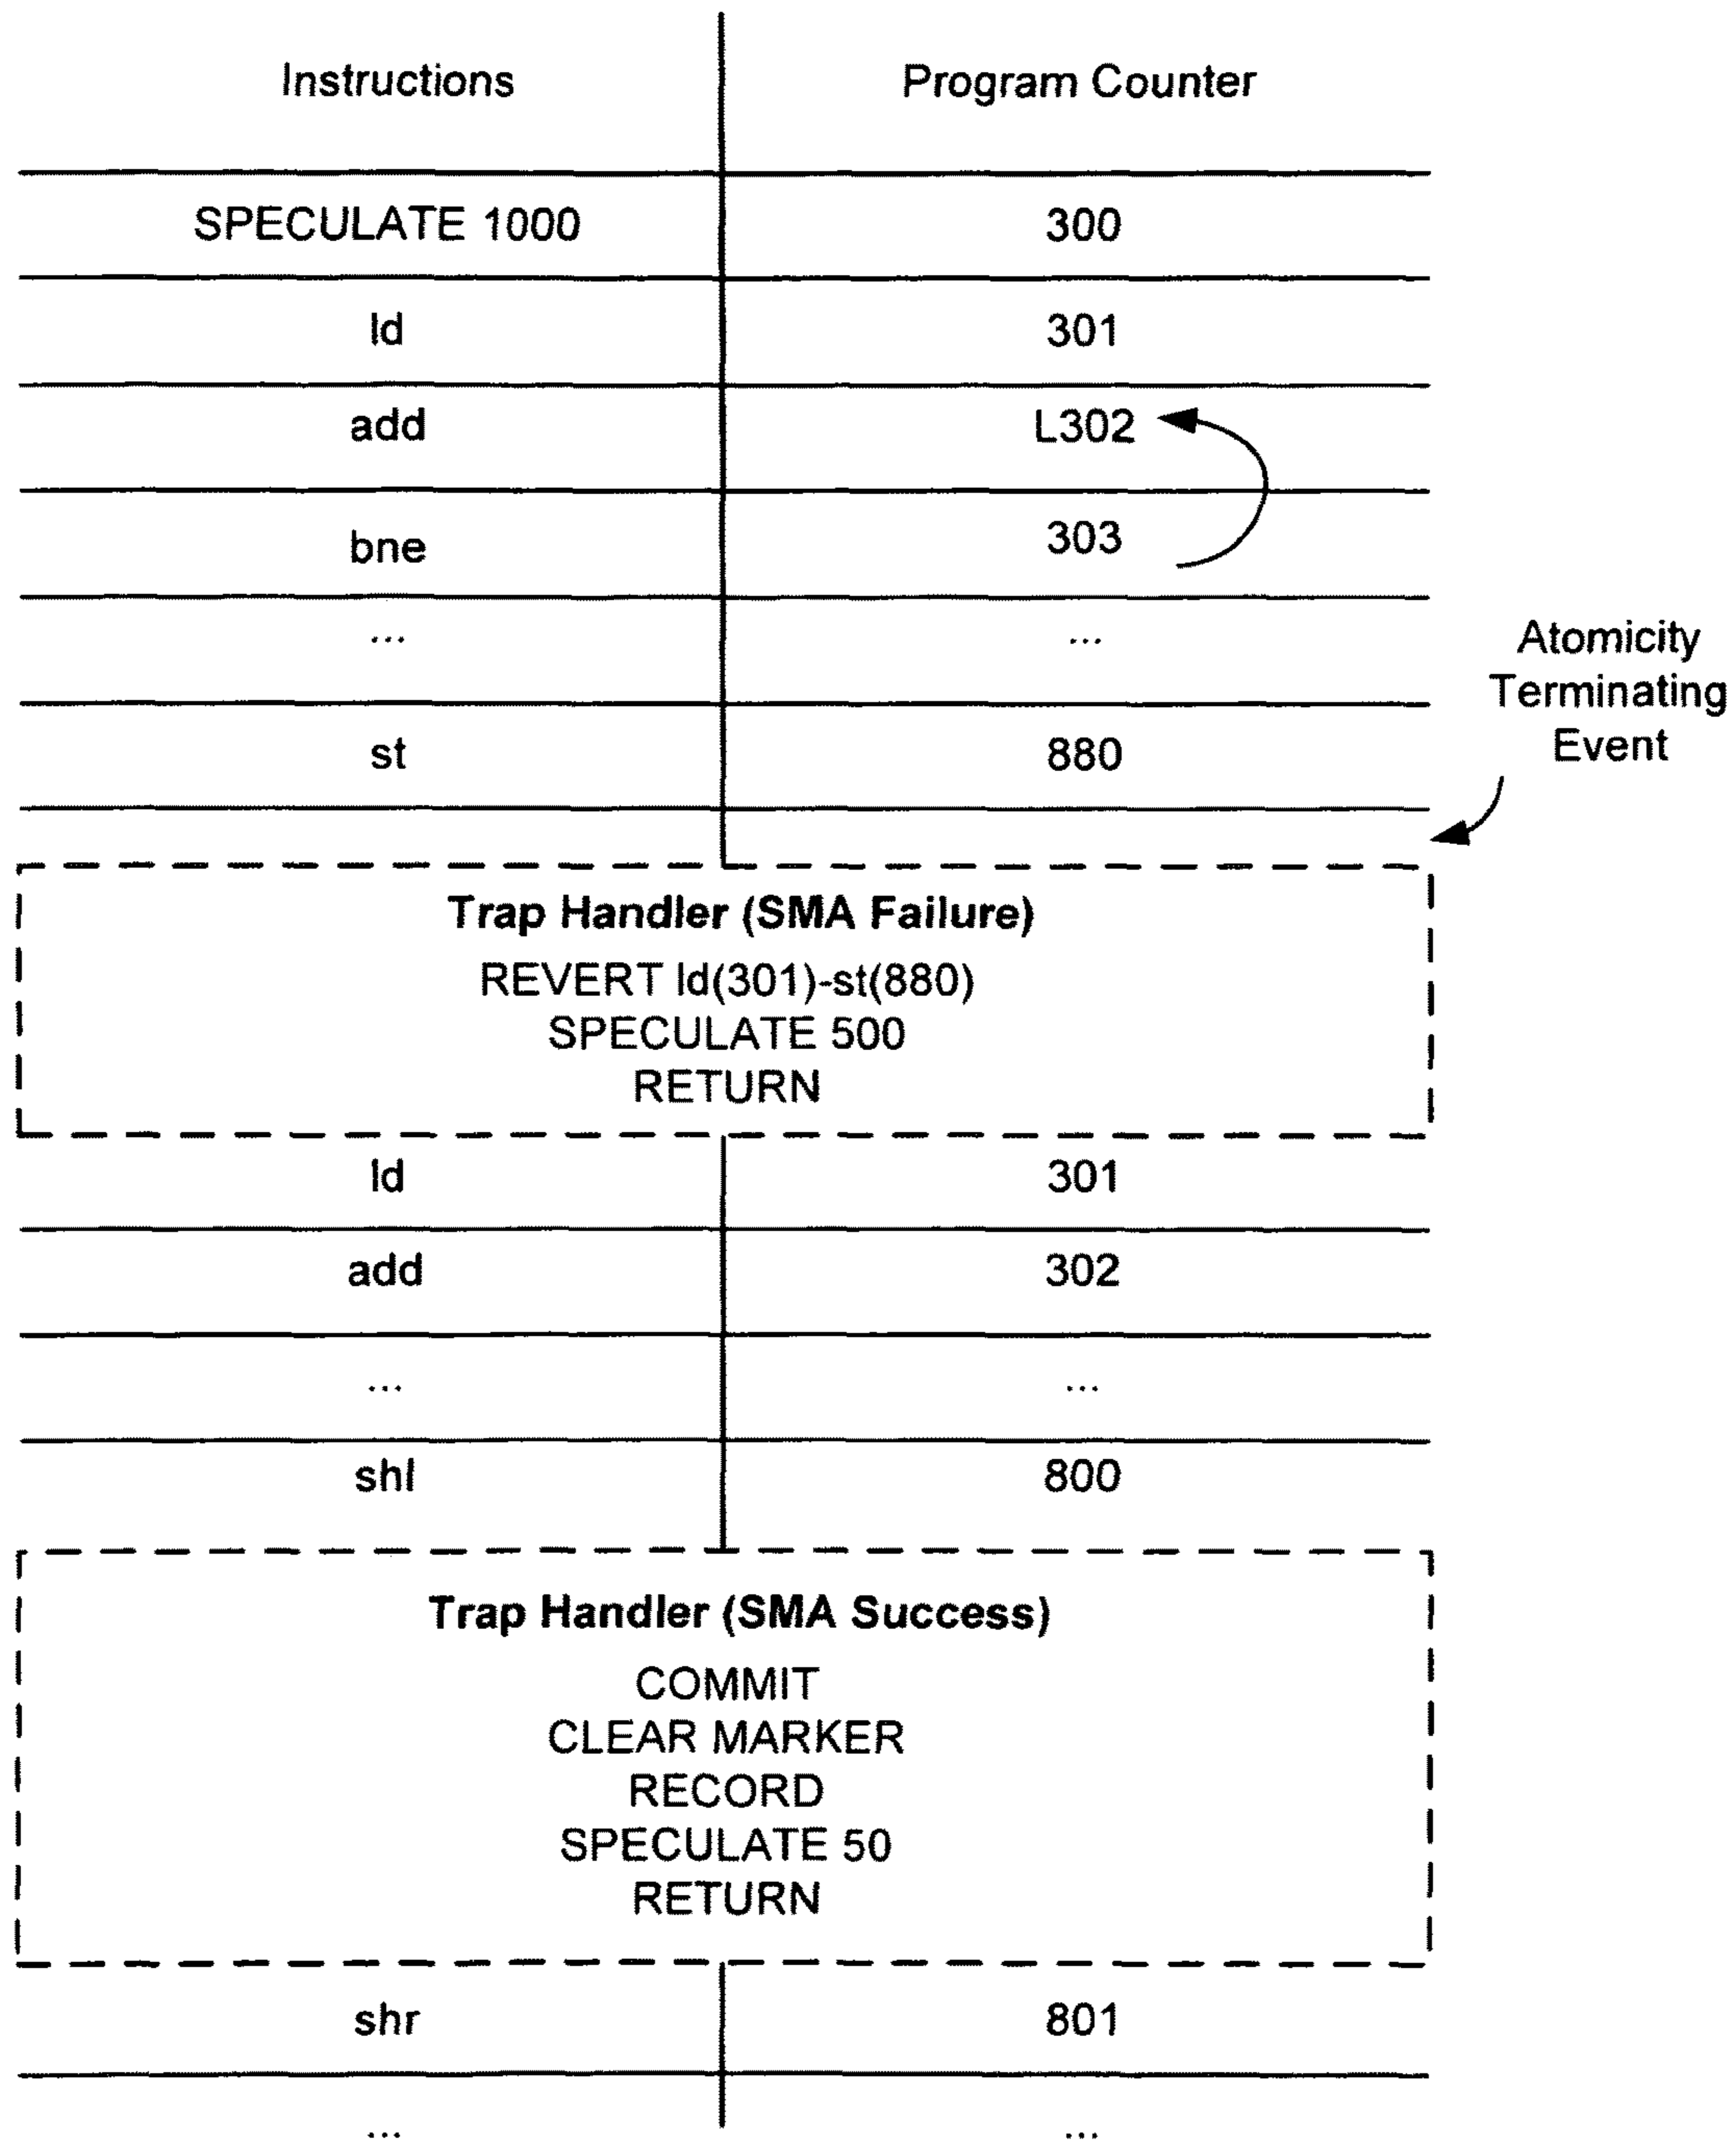 Instructions Program Counter
SPECULATE 1000 300
ld 301
add L302
bne 303
... ...
st 880
Atomicity
Terminating
Event
Trap Handler (SMA Failure)
REVERT ld(301)-st(880)
SPECULATE 500
RETURN
ld 301
add 302
... ...
shl 800
Trap Handler (SMA Success)
COMMIT
CLEAR MARKER
RECORD
SPECULATE 50
RETURN
shr 801
... ...